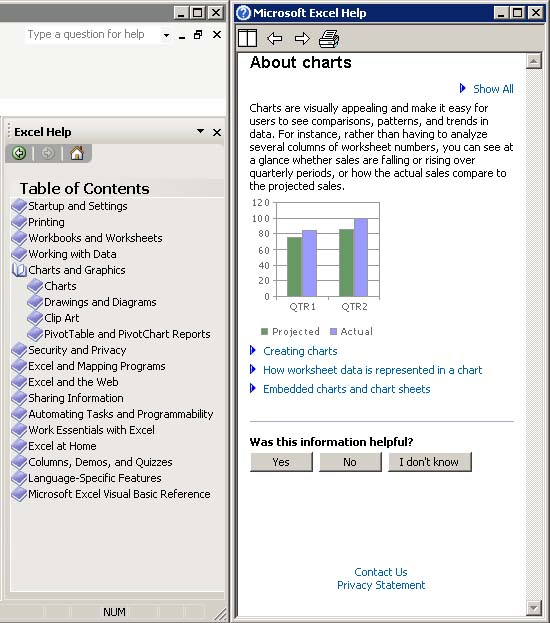 Type a question for help
Excel Help
Table of Contents
Startup and Settings
Printing
Workbooks and Worksheets
Working with Data
Charts and Graphics
Charts
Drawings and Diagrams
Clip Art
PivotTable and PivotChart Reports
Security and Privacy
Excel and Mapping Programs
Excel and the Web
Sharing Information
Automating Tasks and Programmability
Work Essentials with Excel
Excel at Home
Columns, Demos, and Quizzes
Language-Specific Features
Microsoft Excel Visual Basic Reference
NUM
Microsoft Excel Help
About charts
Show All
Charts are visually appealing and make it easy for
users to see comparisons, patterns, and trends in
data. For instance, rather than having to analyze
several columns of worksheet numbers, you can see at
a glance whether sales are falling or rising over
quarterly periods, or how the actual sales compare to
the projected sales.
120
100
80
60
40
20
0
QTR1 QTR2
Projected Actual
Creating charts
How worksheet data is represented in a chart
Embedded charts and chart sheets
Was this information helpful?
Yes No I don't know
Contact Us
Privacy Statement